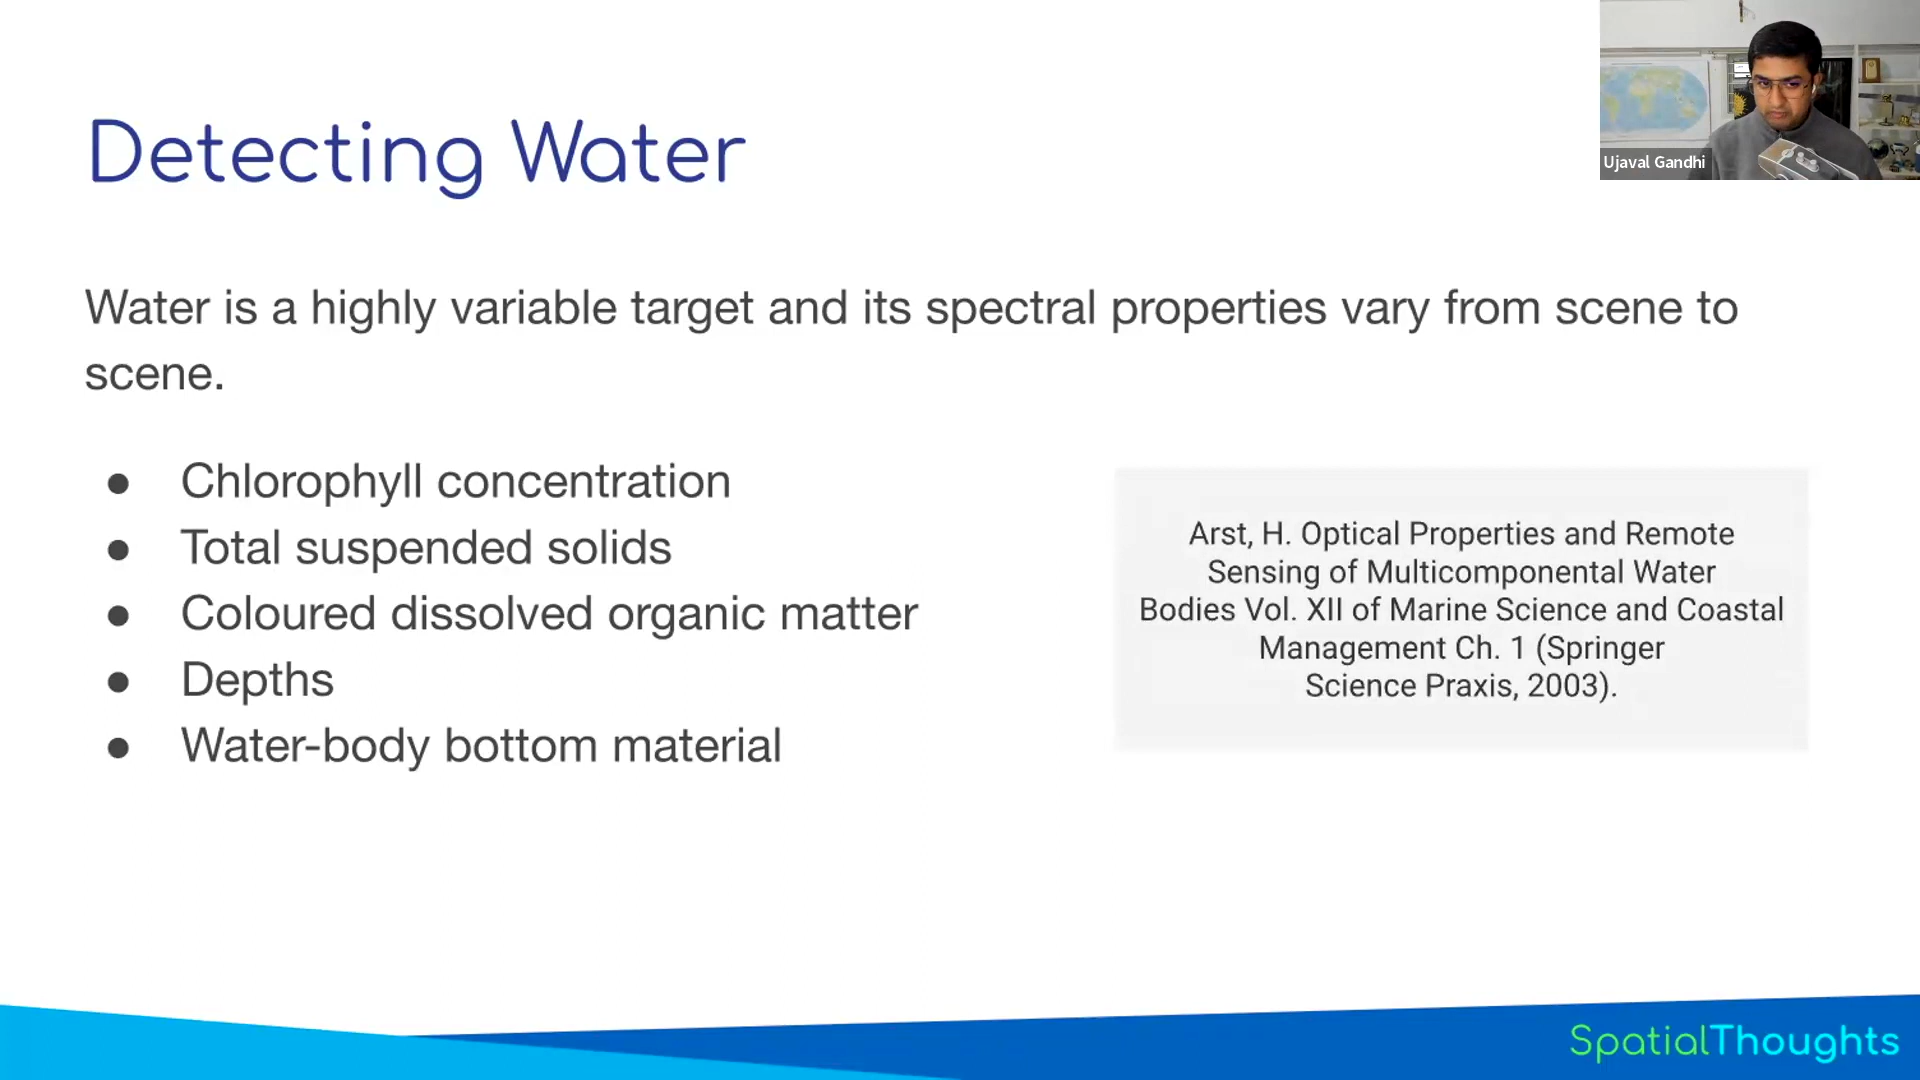 Detecting Water
Ujaval Gandhi
Water is a highly variable target and its spectral properties vary from scene to
scene.
● Chlorophyll concentration
● Total suspended solids
● Coloured dissolved organic matter
● Depths
● Water-body bottom material
Arst, H. Optical Properties and Remote
Sensing of Multicomponental Water
Bodies Vol. XII of Marine Science and Coastal
Management Ch. 1 (Springer
Science Praxis, 2003).
SpatialThoughts